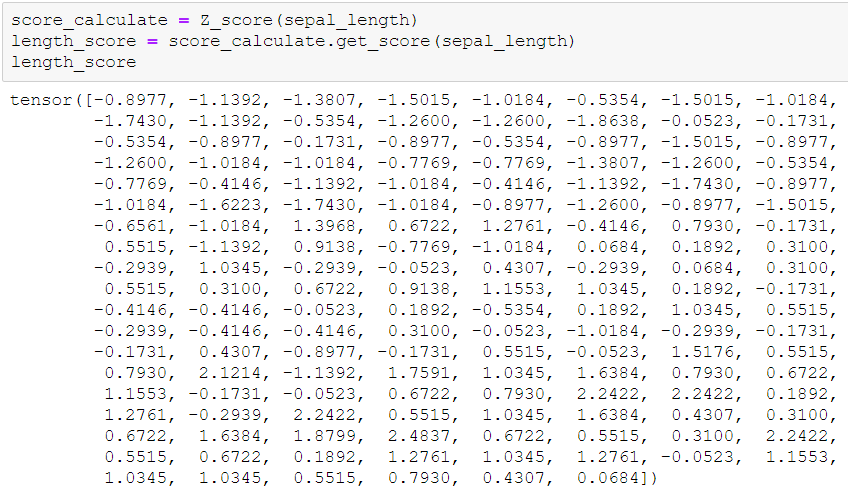 score_calculate = Z_score(sepal_length)
length_score = score_calculate.get_score(sepal_length)
length_score
tensor([-0.8977, -1.1392, -1.3807, -1.5015, -1.0184, -0.5354, -1.5015, -1.0184,
-1.7430, -1.1392, -0.5354, -1.2600, -1.2600, -1.8638, -0.0523, -0.1731,
-0.5354, -0.8977, -0.1731, -0.8977, -0.5354, -0.8977, -1.5015, -0.8977,
-1.2600, -1.0184, -1.0184, -0.7769, -0.7769, -1.3807, -1.2600, -0.5354,
-0.7769, -0.4146, -1.1392, -1.0184, -0.4146, -1.1392, -1.7430, -0.8977,
-1.0184, -1.6223, -1.7430, -1.0184, -0.8977, -1.2600, -0.8977, -1.5015,
-0.6561, -1.0184, 1.3968, 0.6722, 1.2761, -0.4146, 0.7930, -0.1731,
0.5515, -1.1392, 0.9138, -0.7769, -1.0184, 0.0684, 0.1892, 0.3100,
-0.2939, 1.0345, -0.2939, -0.0523, 0.4307, -0.2939, 0.0684, 0.3100,
0.5515, 0.3100, 0.6722, 0.9138, 1.1553, 1.0345, 0.1892, -0.1731,
-0.4146, -0.4146, -0.0523, 0.1892, -0.5354, 0.1892, 1.0345, 0.5515,
-0.2939, -0.4146, -0.4146, 0.3100, -0.0523, -1.0184, -0.2939, -0.1731,
-0.1731, 0.4307, -0.8977, -0.1731, 0.5515, -0.0523, 1.5176, 0.5515,
0.7930, 2.1214, -1.1392, 1.7591, 1.0345, 1.6384, 0.7930, 0.6722,
1.1553, -0.1731, -0.0523, 0.6722, 0.7930, 2.2422, 2.2422, 0.1892,
1.2761, -0.2939, 2.2422, 0.5515, 1.0345, 1.6384, 0.4307, 0.3100,
0.6722, 1.6384, 1.8799, 2.4837, 0.6722, 0.5515, 0.3100, 2.2422,
0.5515, 0.6722, 0.1892, 1.2761, 1.0345, 1.2761, -0.0523, 1.1553,
1.0345, 1.0345, 0.5515, 0.7930, 0.4307, 0.0684])